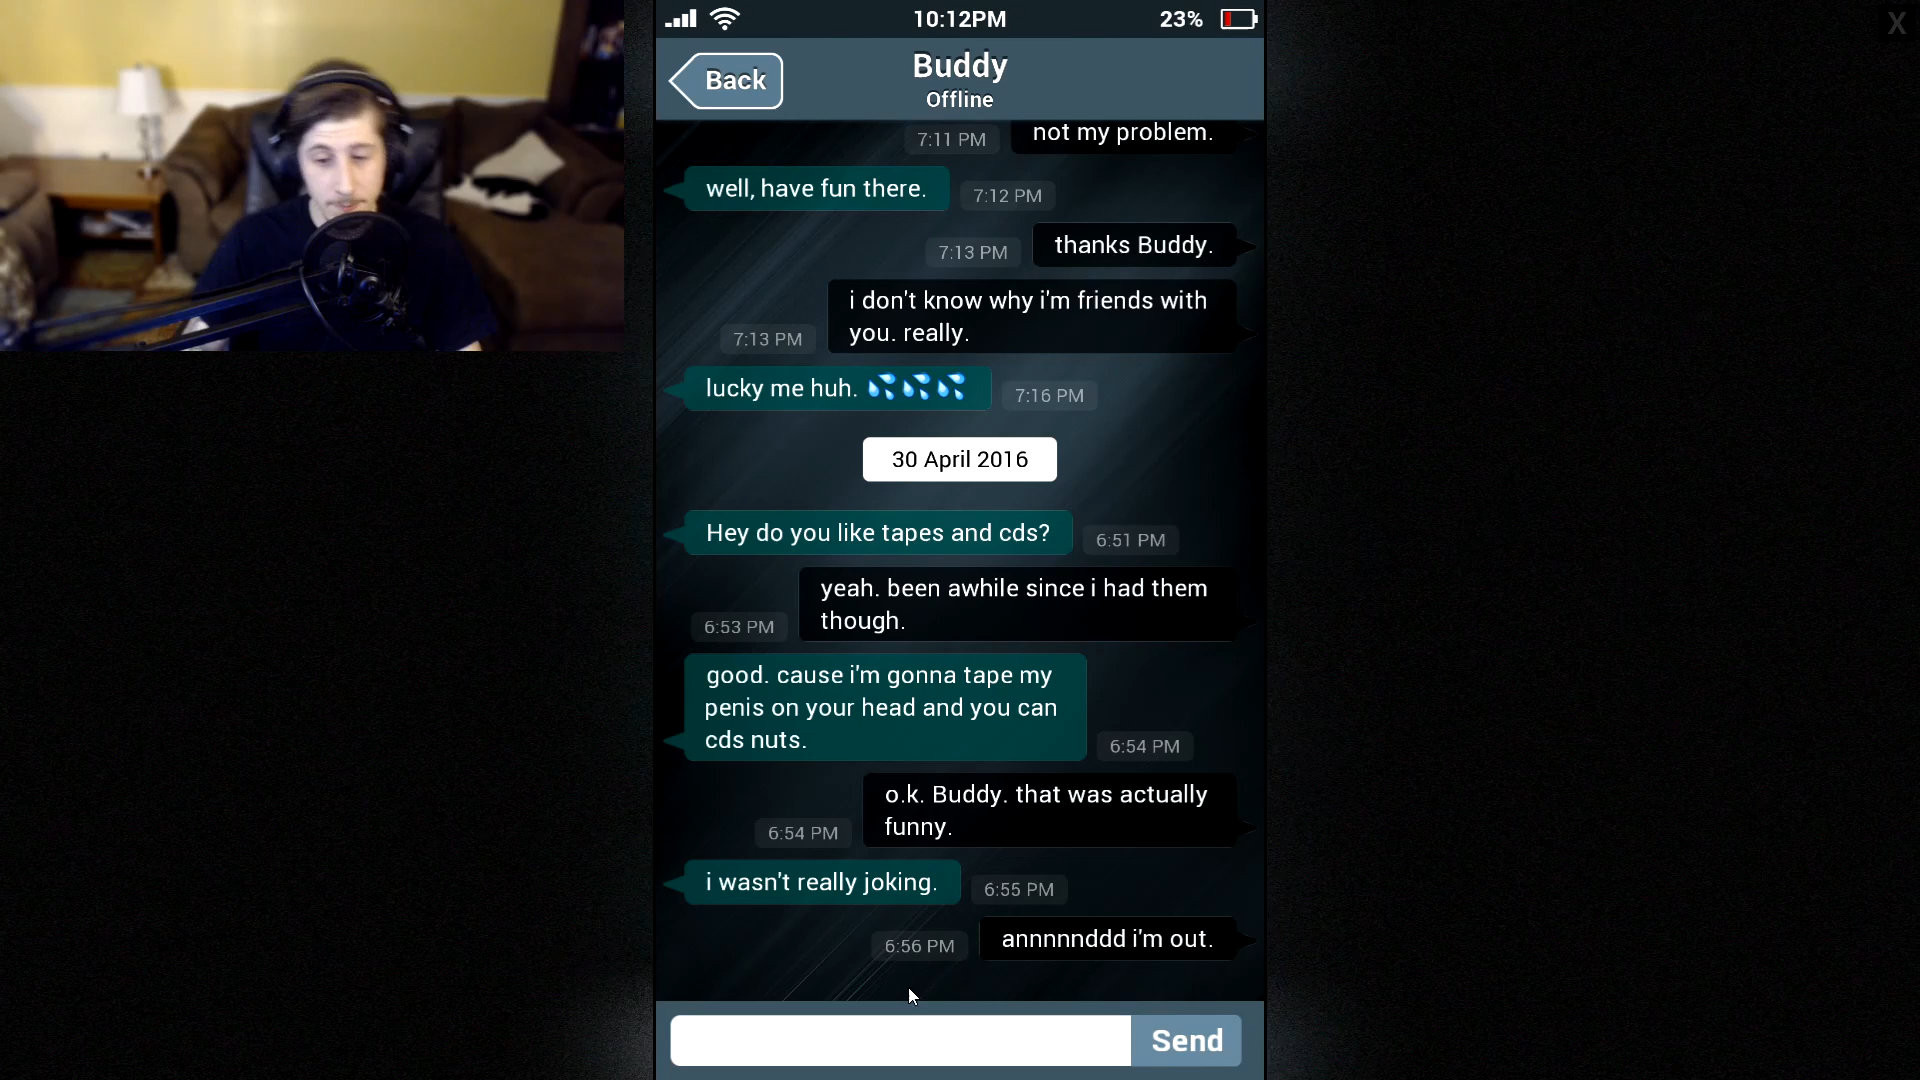 10:12PM
23%
X
Back
Buddy
Offline
not my problem.
7:11 PM
well, have fun there.
7:12 PM
thanks Buddy.
7:13 PM
i don't know why i'm friends with
you. really.
7:13 PM
lucky me huh. 💦💦💦
7:16 PM
30 April 2016
Hey do you like tapes and cds?
6:51 PM
yeah. been awhile since i had them
though.
6:53 PM
good. cause i'm gonna tape my
penis on your head and you can
cds nuts.
6:54 PM
o.k. Buddy. that was actually
funny.
6:54 PM
i wasn't really joking.
6:55 PM
annnnnddd i'm out.
6:56 PM
Send